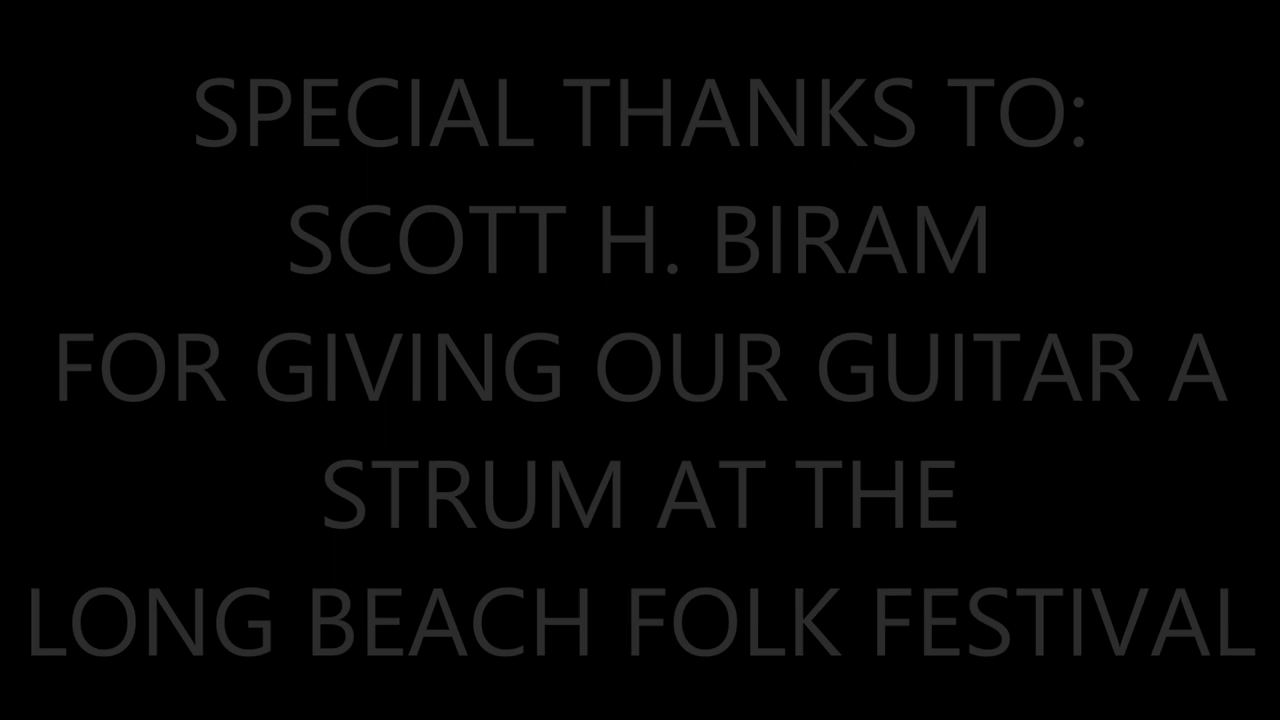 SPECIAL THANKS TO:
SCOTT H. BIRAM
FOR GIVING OUR GUITAR A
STRUM AT THE
LONG BEACH FOLK FESTIVAL